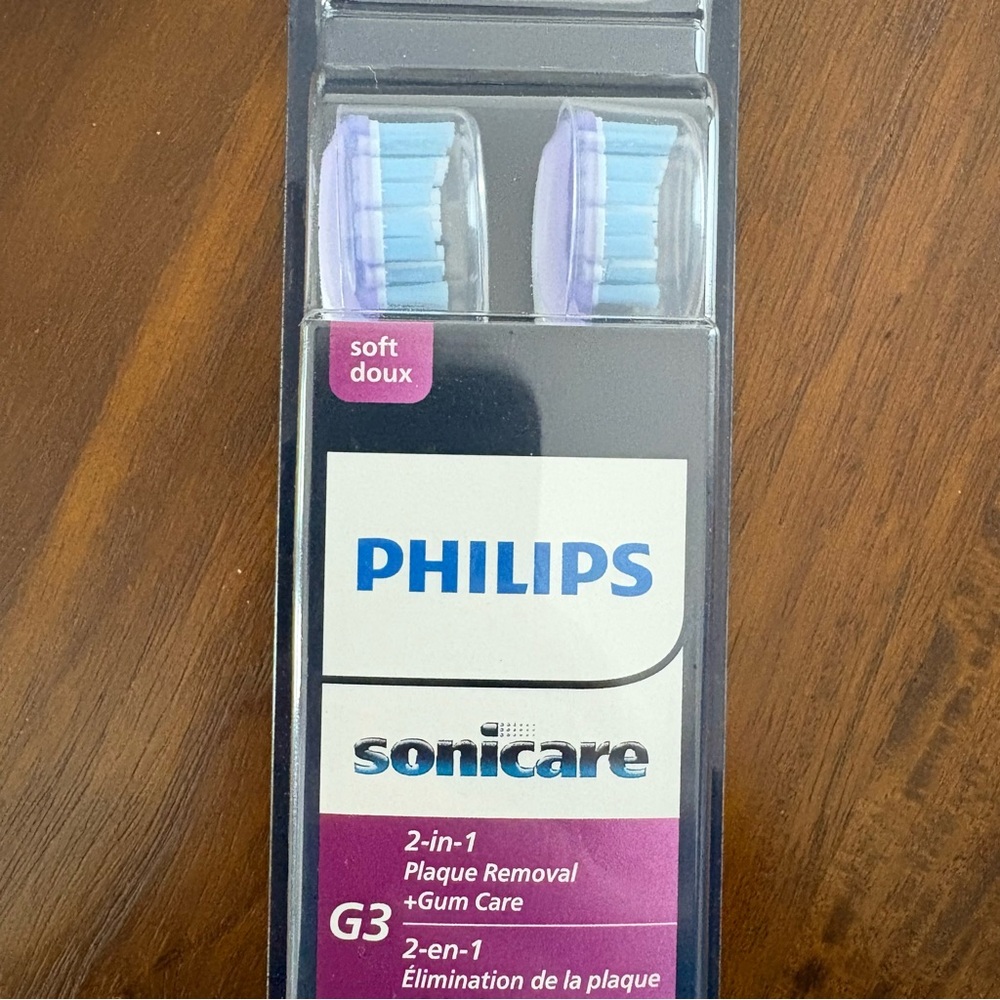 soft
doux
PHILIPS
sonicare
G3
2-in-1
Plaque Removal
+Gum Care
2-en-1
Élimination de la plaque